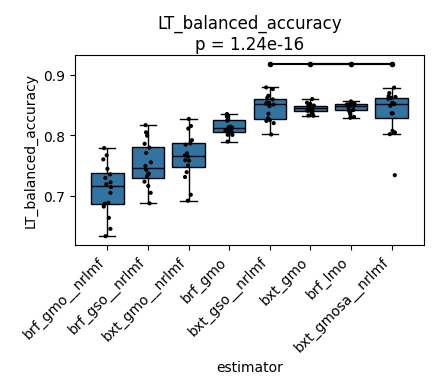 LT_balanced_accuracy
p = 1.24e-16
LT_balanced_accuracy
0.9
0.8
0.7
brf_gmo__nrlmf
brf_gso__nrlmf
bxt_gmo__nrlmf
brf_gmo
bxt_gso__nrlmf
bxt_gmo
brf_lmo
bxt_gmosa__nrlmf
estimator